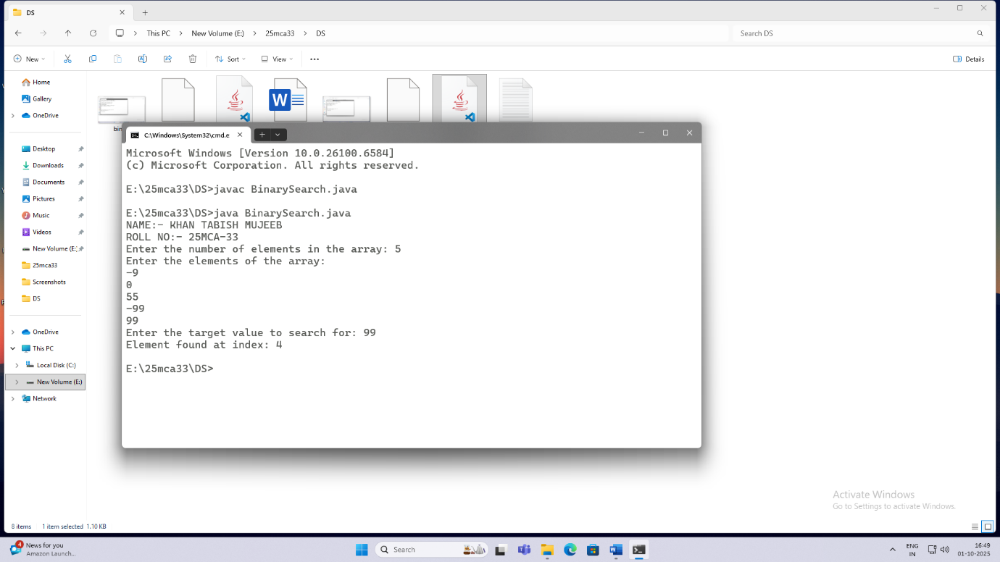 DS
This PC
New Volume (E:)
25mca33
DS
Search DS
New
Sort
View
Details
Home
Gallery
OneDrive
Desktop
Downloads
Documents
Pictures
Music
Videos
New Volume (E:
25mca33
Screenshots
DS
OneDrive
This PC
Local Disk (C:)
New Volume (E:)
Network
bin
C:\Windows\System32\cmd.e
Microsoft Windows [Version 10.0.26100.6584]
(c) Microsoft Corporation. All rights reserved.
E:\25mca33\DS>javac BinarySearch.java
E:\25mca33\DS>java BinarySearch.java
NAME:- KHAN TABISH MUJEEB
ROLL NO:- 25MCA-33
Enter the number of elements in the array: 5
Enter the elements of the array:
-9
0
55
-99
99
Enter the target value to search for: 99
Element found at index: 4
E:\25mca33\DS>
Activate Windows
Go to Settings to activate Windows.
8 items 1 item selected 1.10 KB
4
News for you
Amazon Launch...
Search
ENG
IN
16:49
01-10-2025